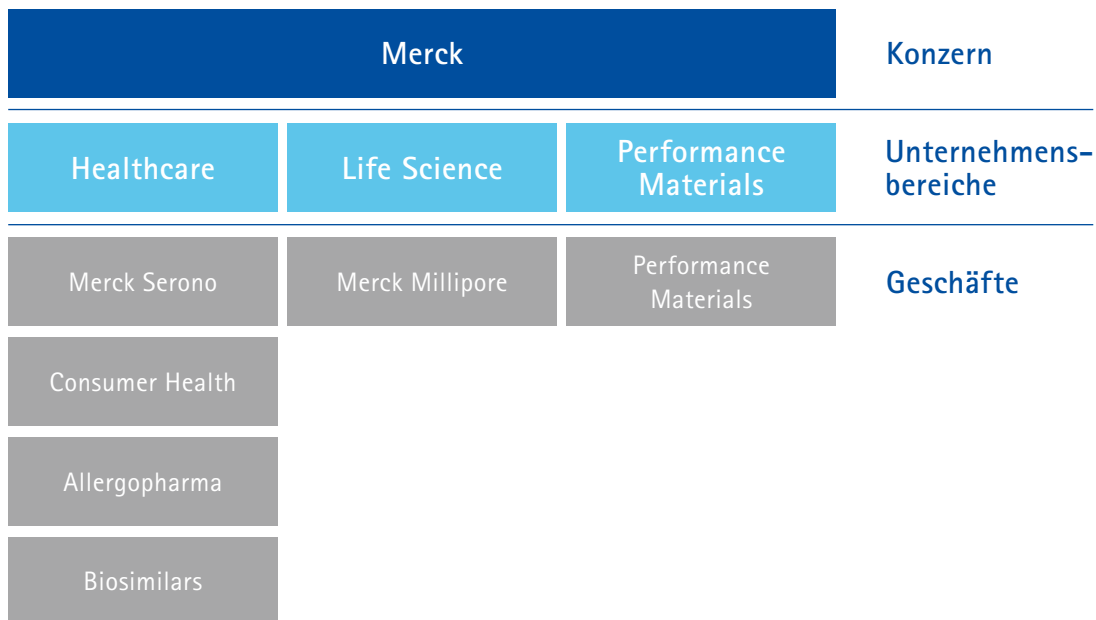 Merck
Konzern
Healthcare
Life Science
Performance
Materials
Unternehmens-
bereiche
Merck Serono
Merck Millipore
Performance
Materials
Geschäfte
Consumer Health
Allergopharma
Biosimilars